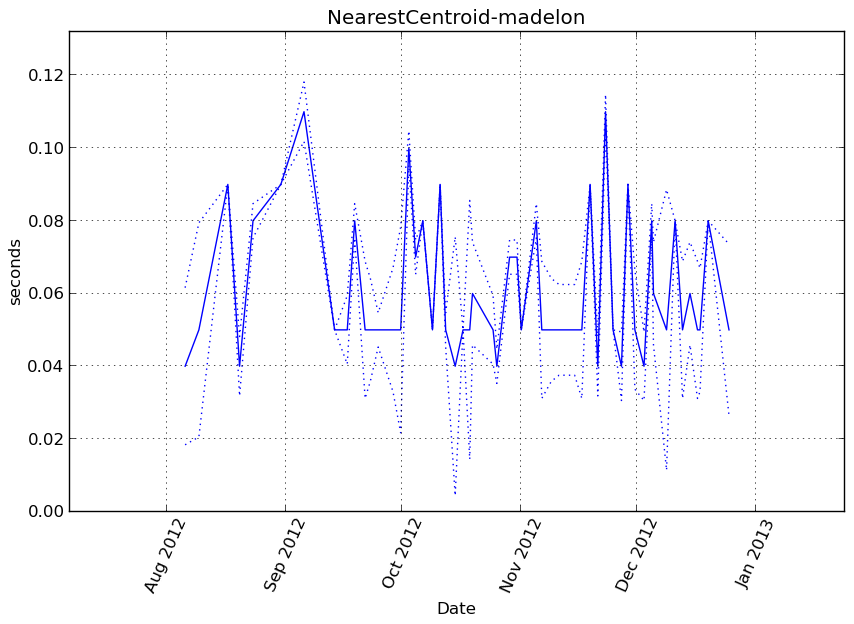 NearestCentroid-madelon
0.12
0.10
0.08
0.06
0.04
0.02
0.00
seconds
Aug 2012
Sep 2012
Oct 2012
Nov 2012
Dec 2012
Jan 2013
Date